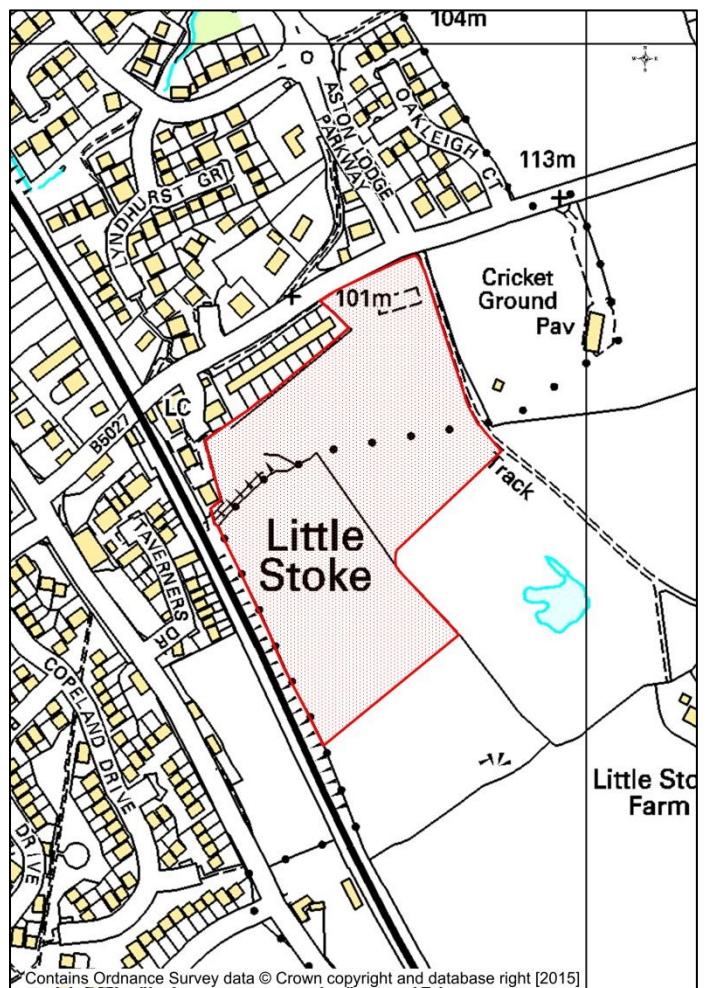 104m
ASTON LODGE
PARKWAY
OAKLEIGH CT
113m
LYNDHURST GR
Cricket
Ground
Pav
101m
LC
B5027
Track
Little
Stoke
TAVERNERS DR
COPELAND DRIVE
DRIVE
Little Sto
Farm
Contains Ordnance Survey data © Crown copyright and database right [2015]